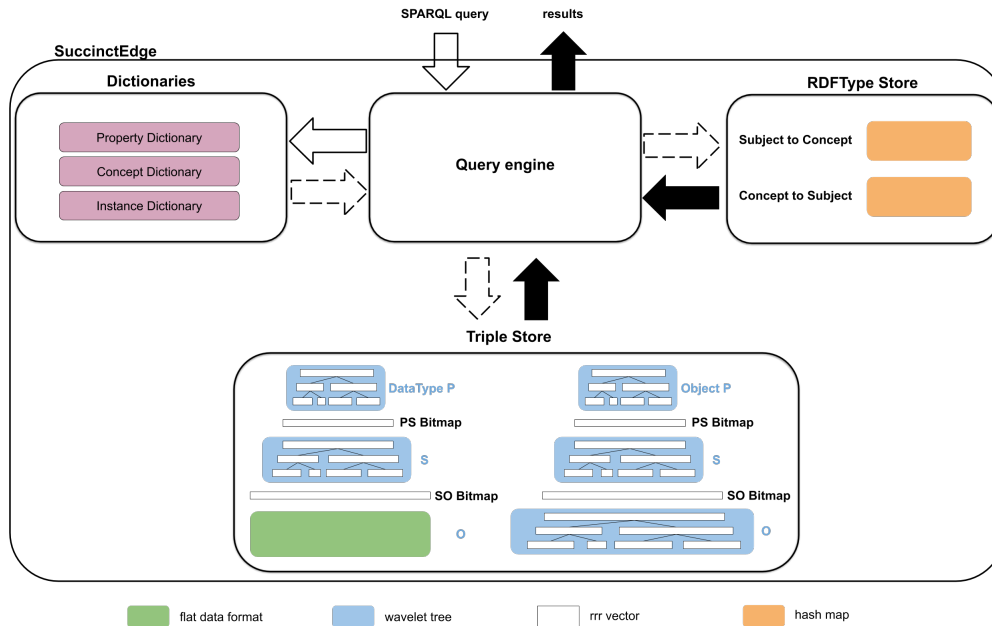 SPARQL query
results
SuccinctEdge
Dictionaries
RDFType Store
Property Dictionary
Concept Dictionary
Instance Dictionary
Query engine
Subject to Concept
Concept to Subject
Triple Store
DataType P
Object P
PS Bitmap
PS Bitmap
S
S
SO Bitmap
SO Bitmap
O
O
flat data format
wavelet tree
rrr vector
hash map